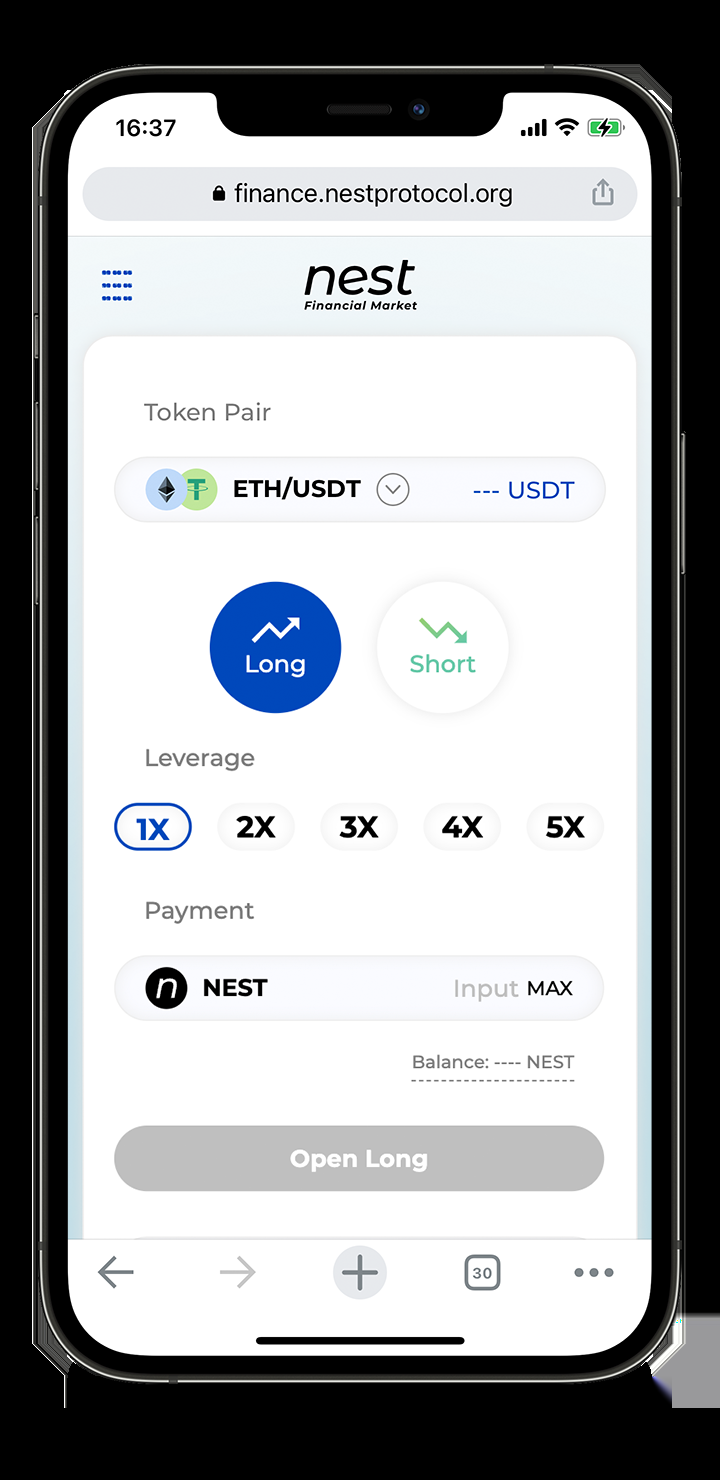 16:37
finance.nestprotocol.org
nest
Financial Market
Token Pair
ETH/USDT --- USDT
Long Short
Leverage
1X 2X 3X 4X 5X
Payment
n NEST Input MAX
Balance: ---- NEST
Open Long
30